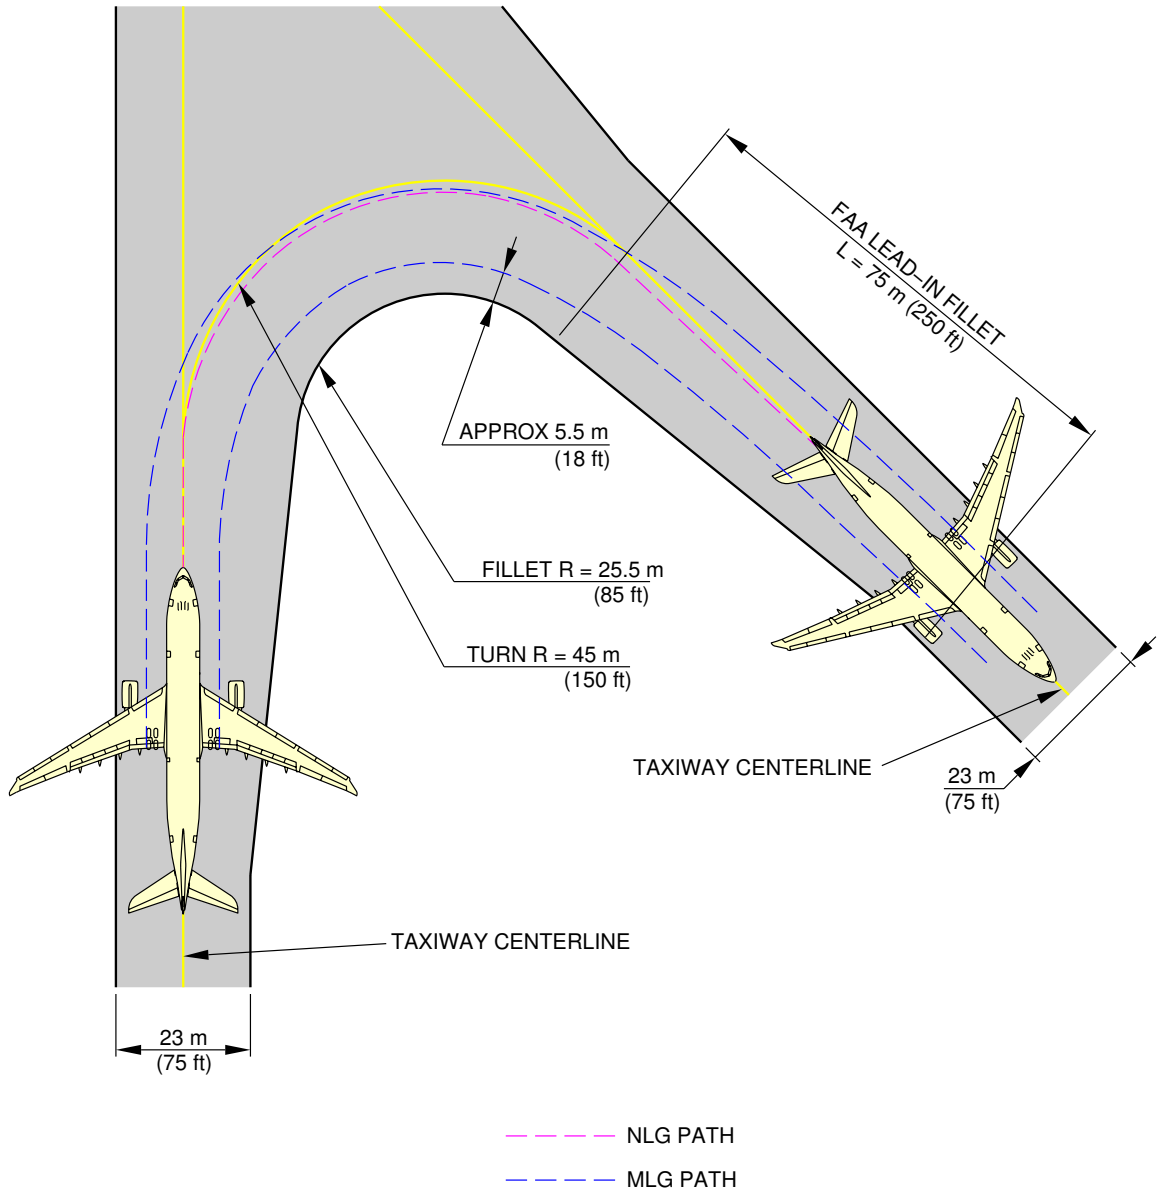 FAA LEAD-IN FILLET
L = 75 m (250 ft)
APPROX 5.5 m
(18 ft)
FILLET R = 25.5 m
(85 ft)
TURN R = 45 m
(150 ft)
TAXIWAY CENTERLINE
23 m
(75 ft)
TAXIWAY CENTERLINE
23 m
(75 ft)
NLG PATH
MLG PATH